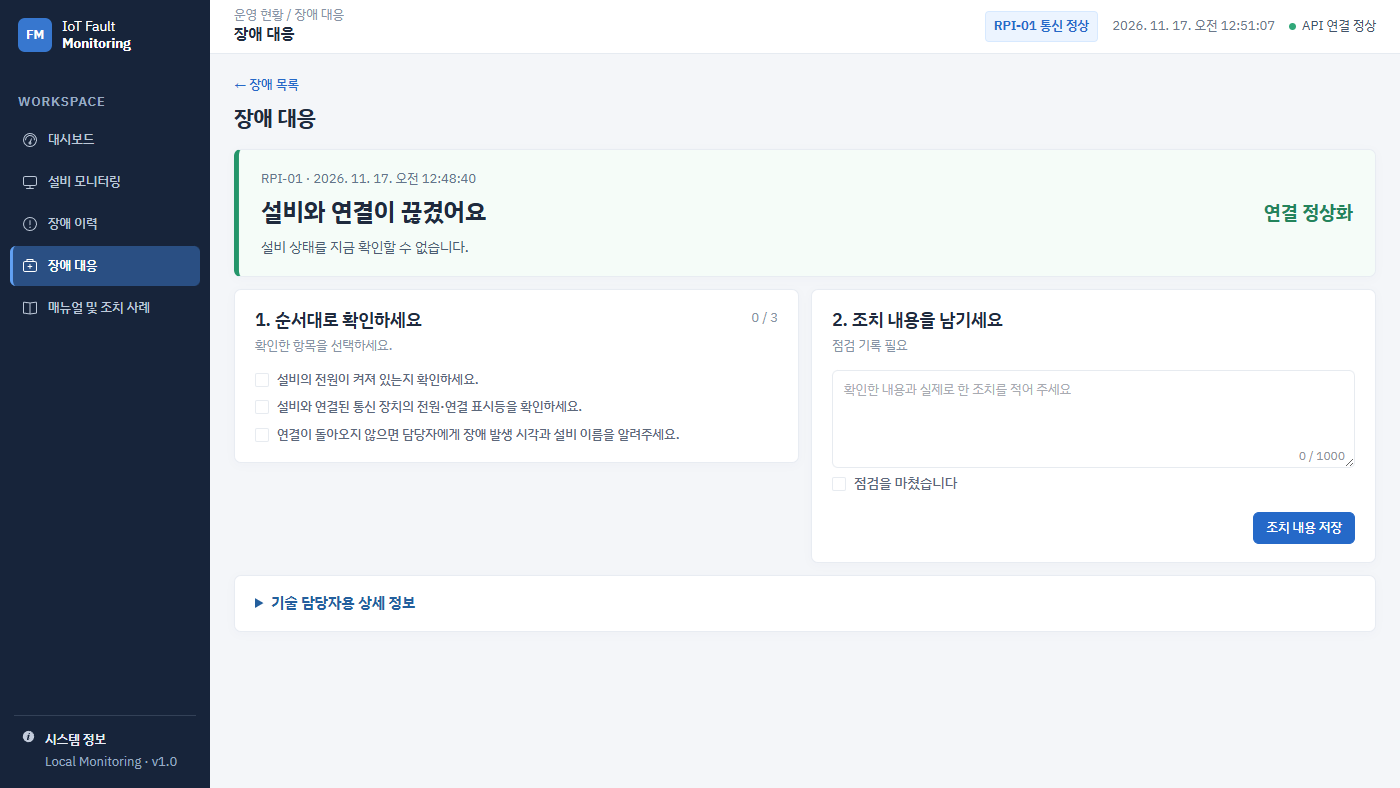 FM
IoT Fault
Monitoring
WORKSPACE
대시보드
설비 모니터링
장애 이력
장애 대응
매뉴얼 및 조치 사례
시스템 정보
Local Monitoring · v1.0
운영 현황 / 장애 대응
장애 대응
RPI-01 통신 정상
2026. 11. 17. 오전 12:51:07
API 연결 정상
← 장애 목록
장애 대응
RPI-01 · 2026. 11. 17. 오전 12:48:40
설비와 연결이 끊겼어요
설비 상태를 지금 확인할 수 없습니다.
연결 정상화
1. 순서대로 확인하세요
0 / 3
확인한 항목을 선택하세요.
설비의 전원이 켜져 있는지 확인하세요.
설비와 연결된 통신 장치의 전원·연결 표시등을 확인하세요.
연결이 돌아오지 않으면 담당자에게 장애 발생 시각과 설비 이름을 알려주세요.
2. 조치 내용을 남기세요
점검 기록 필요
확인한 내용과 실제로 한 조치를 적어 주세요
0 / 1000
점검을 마쳤습니다
조치 내용 저장
▶ 기술 담당자용 상세 정보